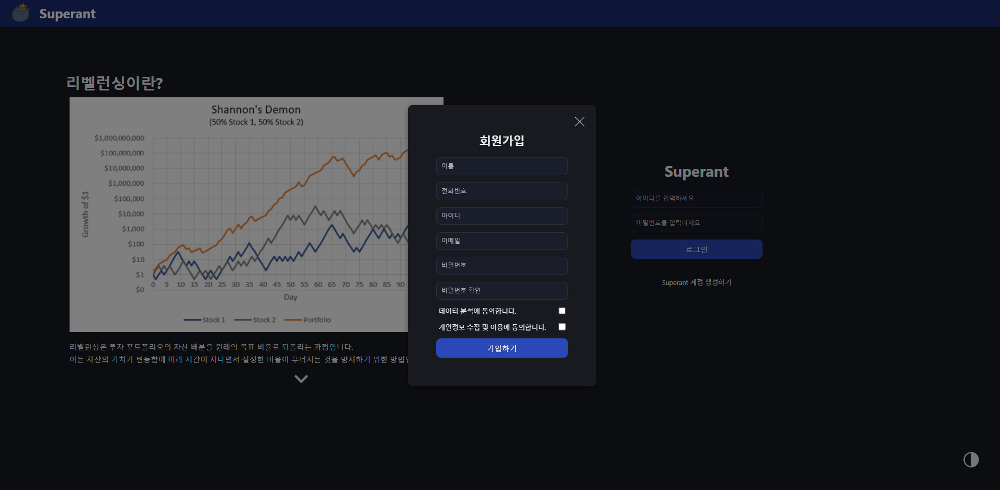 Superant
리벨런싱이란?
Shannon's Demon
(50% Stock 1, 50% Stock 2)
$1,000,000,000
$100,000,000
$10,000,000
$1,000,000
$100,000
$10,000
$1,000
$100
$10
$1
$0
Growth of $1
0 5 10 15 20 25 30 35 40 45 50 55 60 65 70 75 80 85 90
Day
Stock 1 Stock 2 Portfolio
리벨런싱은 투자 포트폴리오의 자산 배분을 원래의 목표 비율로 되돌리는 과정입니다.
이는 자산의 가치가 변동함에 따라 시간이 지나면서 설정한 비율이 무너지는 것을 방지하기 위한
회원가입
이름
전화번호
아이디
이메일
비밀번호
비밀번호 확인
데이터 분석에 동의합니다.
개인정보 수집 및 이용에 동의합니다.
가입하기
Superant
아이디를 입력하세요
비밀번호를 입력하세요
로그인
Superant 계정 생성하기